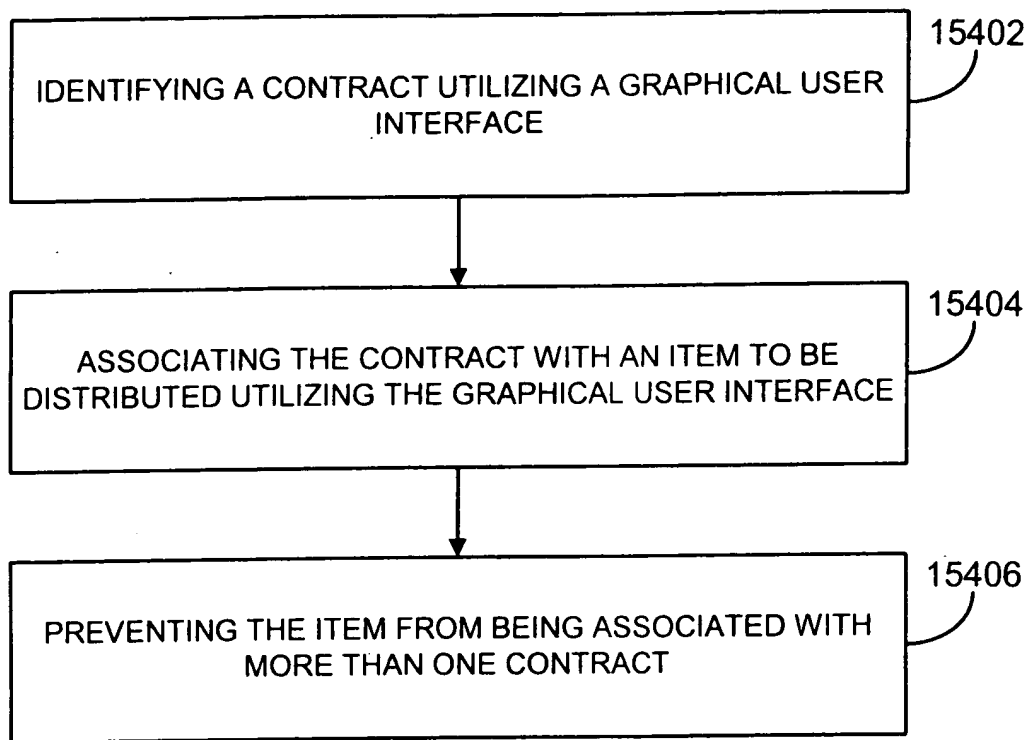 15402
IDENTIFYING A CONTRACT UTILIZING A GRAPHICAL USER
INTERFACE
15404
ASSOCIATING THE CONTRACT WITH AN ITEM TO BE
DISTRIBUTED UTILIZING THE GRAPHICAL USER INTERFACE
15406
PREVENTING THE ITEM FROM BEING ASSOCIATED WITH
MORE THAN ONE CONTRACT